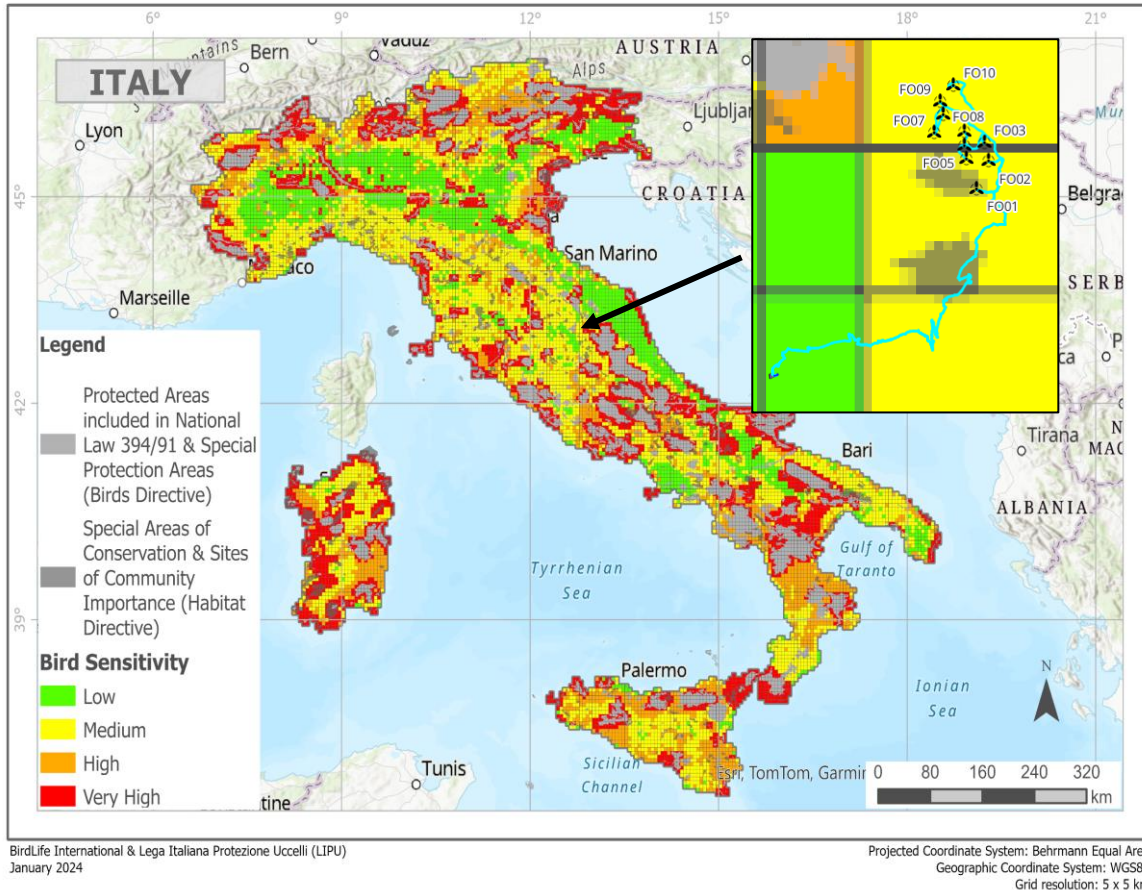 6°
9°
12°
15°
18°
21°
ITALY
Mountains
Bern
Vaduz
AUSTRIA
Alps
Lyon
Ljublj
45°
CROATIA
Belgra
San Marino
Marseille
SERB
42°
Tirana
Bari
ALBANIA
Gulf of
Taranto
Tyrrhenian
Sea
39°
Palermo
Ionian
Sea
Sicilian
Channel
Tunis
FO10
FO09
FO08
FO07
FO03
FO05
FO02
FO01
Legend
Protected Areas
included in National
Law 394/91 & Special
Protection Areas
(Birds Directive)
Special Areas of
Conservation & Sites
of Community
Importance (Habitat
Directive)
Bird Sensitivity
Low
Medium
High
Very High
N
Esri, TomTom, Garmin
0 80 160 240 320
km
BirdLife International & Lega Italiana Protezione Uccelli (LIPU)
January 2024
Projected Coordinate System: Behrmann Equal Are
Geographic Coordinate System: WGS8
Grid resolution: 5 x 5 k